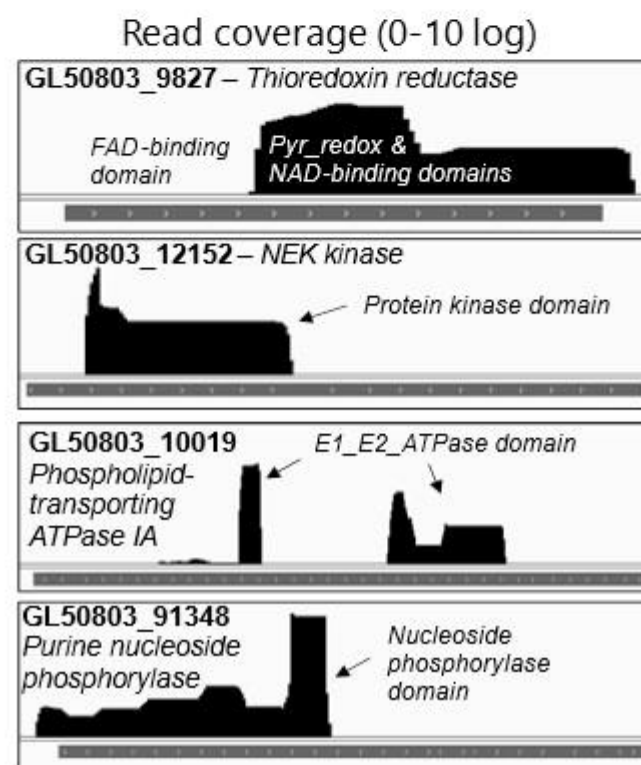 Read coverage (0-10 log)
GL50803_9827 – Thioredoxin reductase
FAD-binding
domain
Pyr_redox &
NAD-binding domains
GL50803_12152 – NEK kinase
Protein kinase domain
GL50803_10019
Phospholipid-
transporting
ATPase IA
E1_E2_ATPase domain
GL50803_91348
Purine nucleoside
phosphorylase
Nucleoside
phosphorylase
domain